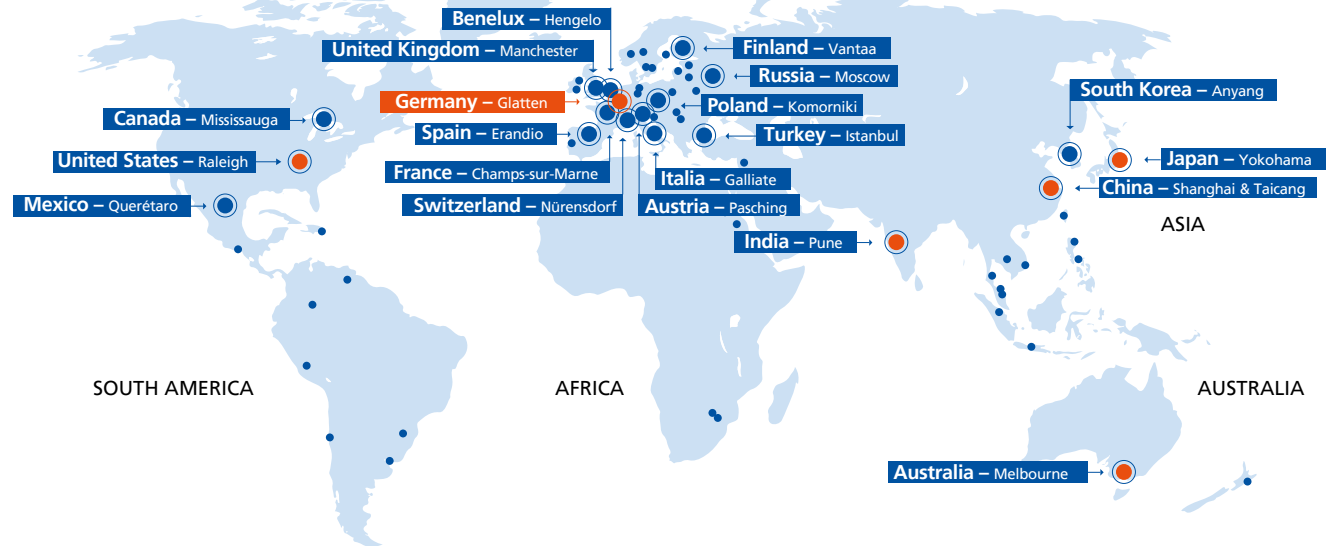 Benelux – Hengelo
United Kingdom – Manchester
Finland – Vantaa
Russia – Moscow
Germany – Glatten
South Korea – Anyang
Canada – Mississauga
Poland – Komorniki
Spain – Erandio
Turkey – Istanbul
United States – Raleigh
Japan – Yokohama
France – Champs-sur-Marne
Italia – Galliate
China – Shanghai & Taicang
Mexico – Querétaro
Switzerland – Nürensdorf
Austria – Pasching
ASIA
India – Pune
SOUTH AMERICA
AFRICA
AUSTRALIA
Australia – Melbourne